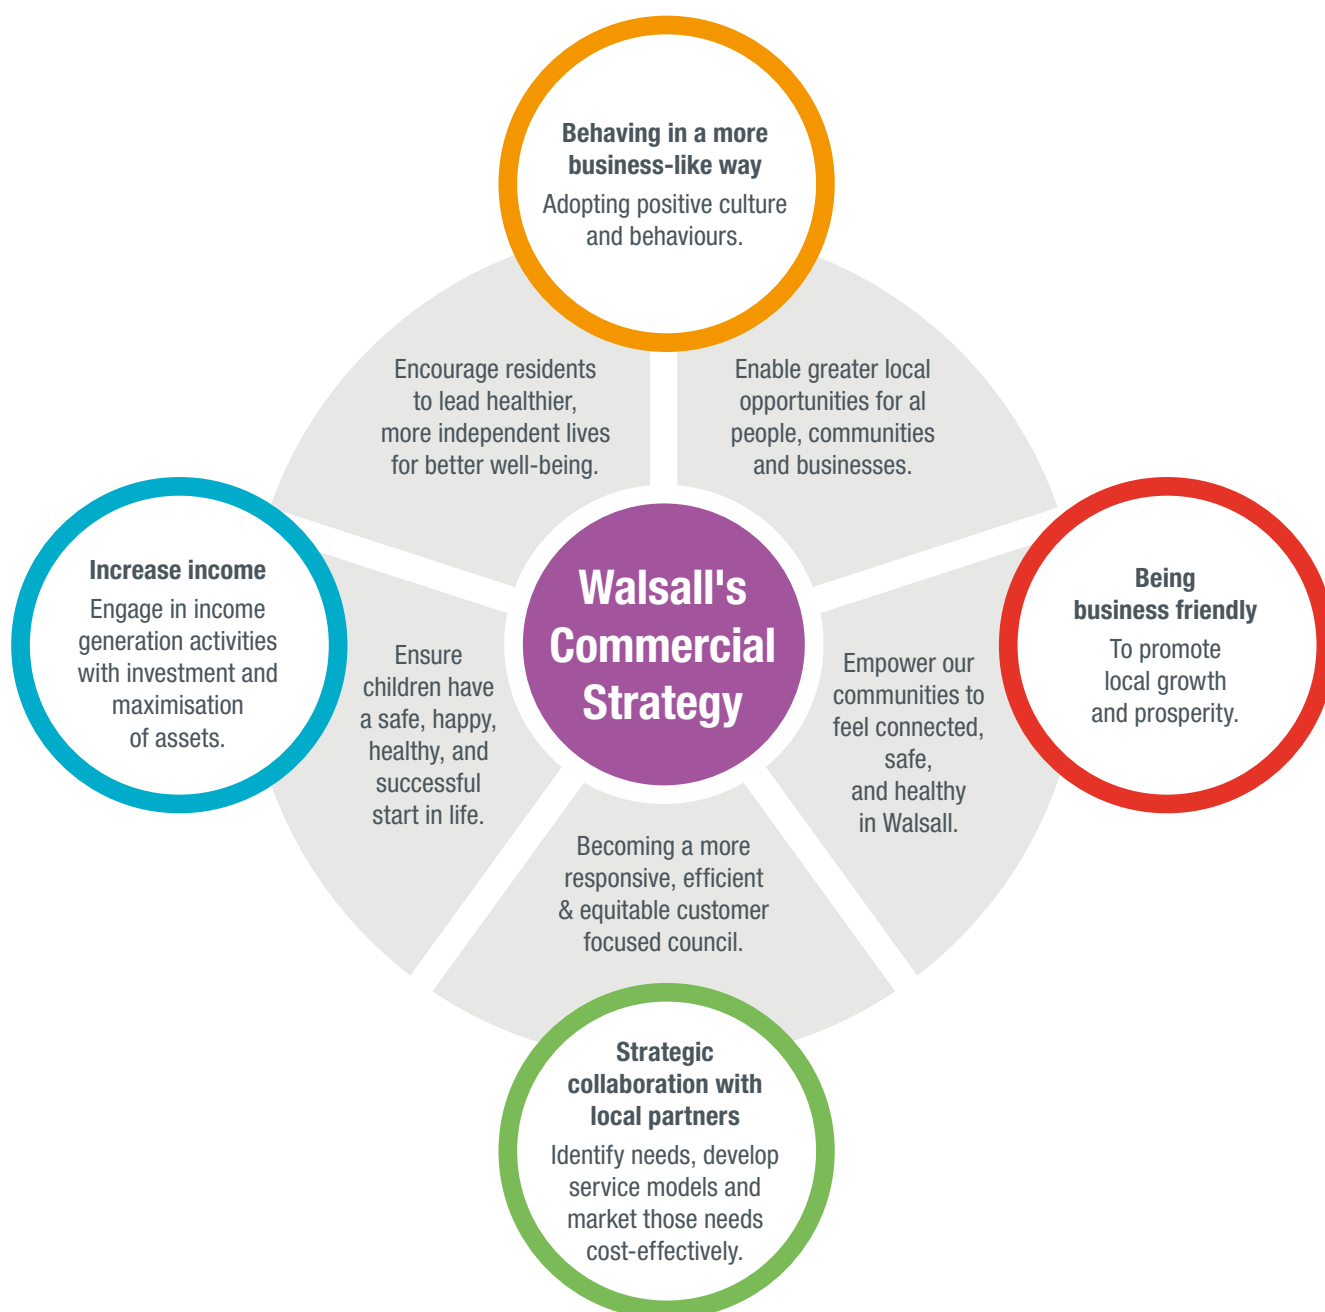 Behaving in a more
business-like way
Adopting positive culture
and behaviours.
Encourage residents
to lead healthier,
more independent lives
for better well-being.
Enable greater local
opportunities for al
people, communities
and businesses.
Increase income
Engage in income
generation activities
with investment and
maximisation
of assets.
Ensure
children have
a safe, happy,
healthy, and
successful
start in life.
Walsall's
Commercial
Strategy
Empower our
communities to
feel connected,
safe,
and healthy
in Walsall.
Being
business friendly
To promote
local growth
and prosperity.
Becoming a more
responsive, efficient
& equitable customer
focused council.
Strategic
collaboration with
local partners
Identify needs, develop
service models and
market those needs
cost-effectively.